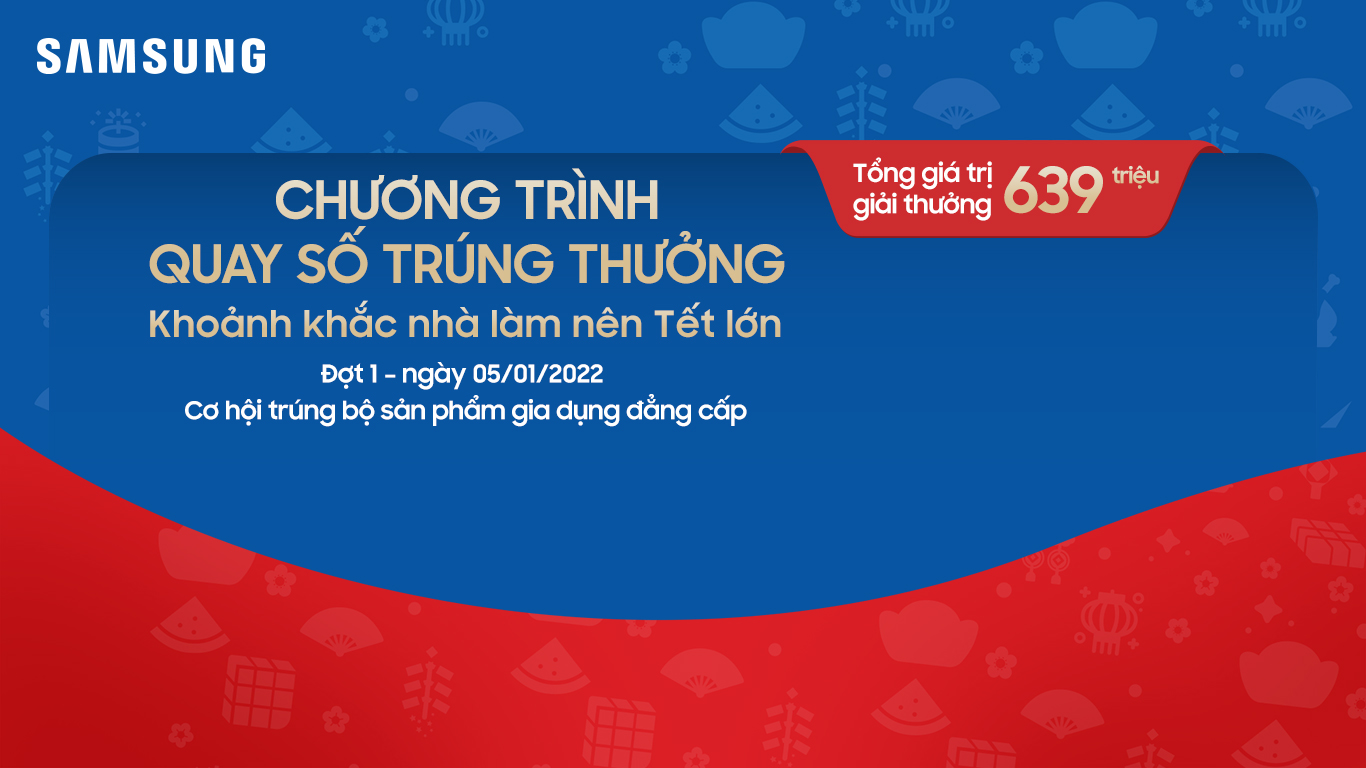 SAMSUNG
CHƯƠNG TRÌNH
QUAY SỐ TRÚNG THƯỞNG
Khoảnh khắc nhà làm nên Tết lớn
Đợt 1 - ngày 05/01/2022
Cơ hội trúng bộ sản phẩm gia dụng đẳng cấp
Tổng giá trị
giải thưởng 639 triệu